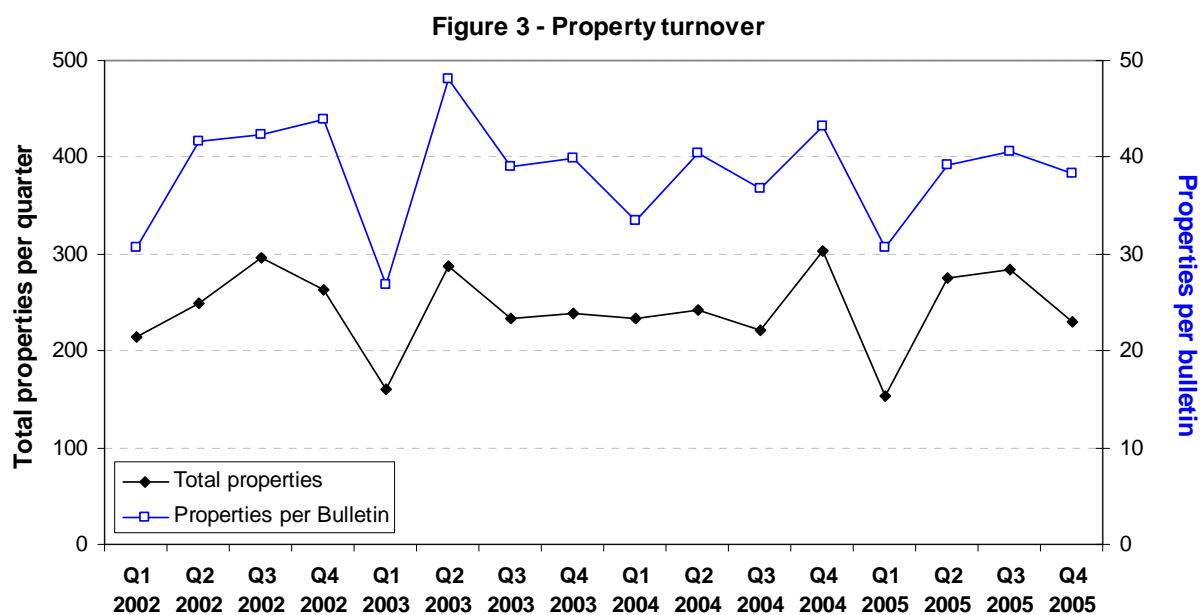 Figure 3 - Property turnover
500
400
300
200
100
0
Total properties per quarter
50
40
30
20
10
0
Properties per bulletin
Total properties
Properties per Bulletin
Q1 Q2 Q3 Q4 Q1 Q2 Q3 Q4 Q1 Q2 Q3 Q4 Q1 Q2 Q3 Q4
2002 2002 2002 2002 2003 2003 2003 2003 2004 2004 2004 2004 2005 2005 2005 2005